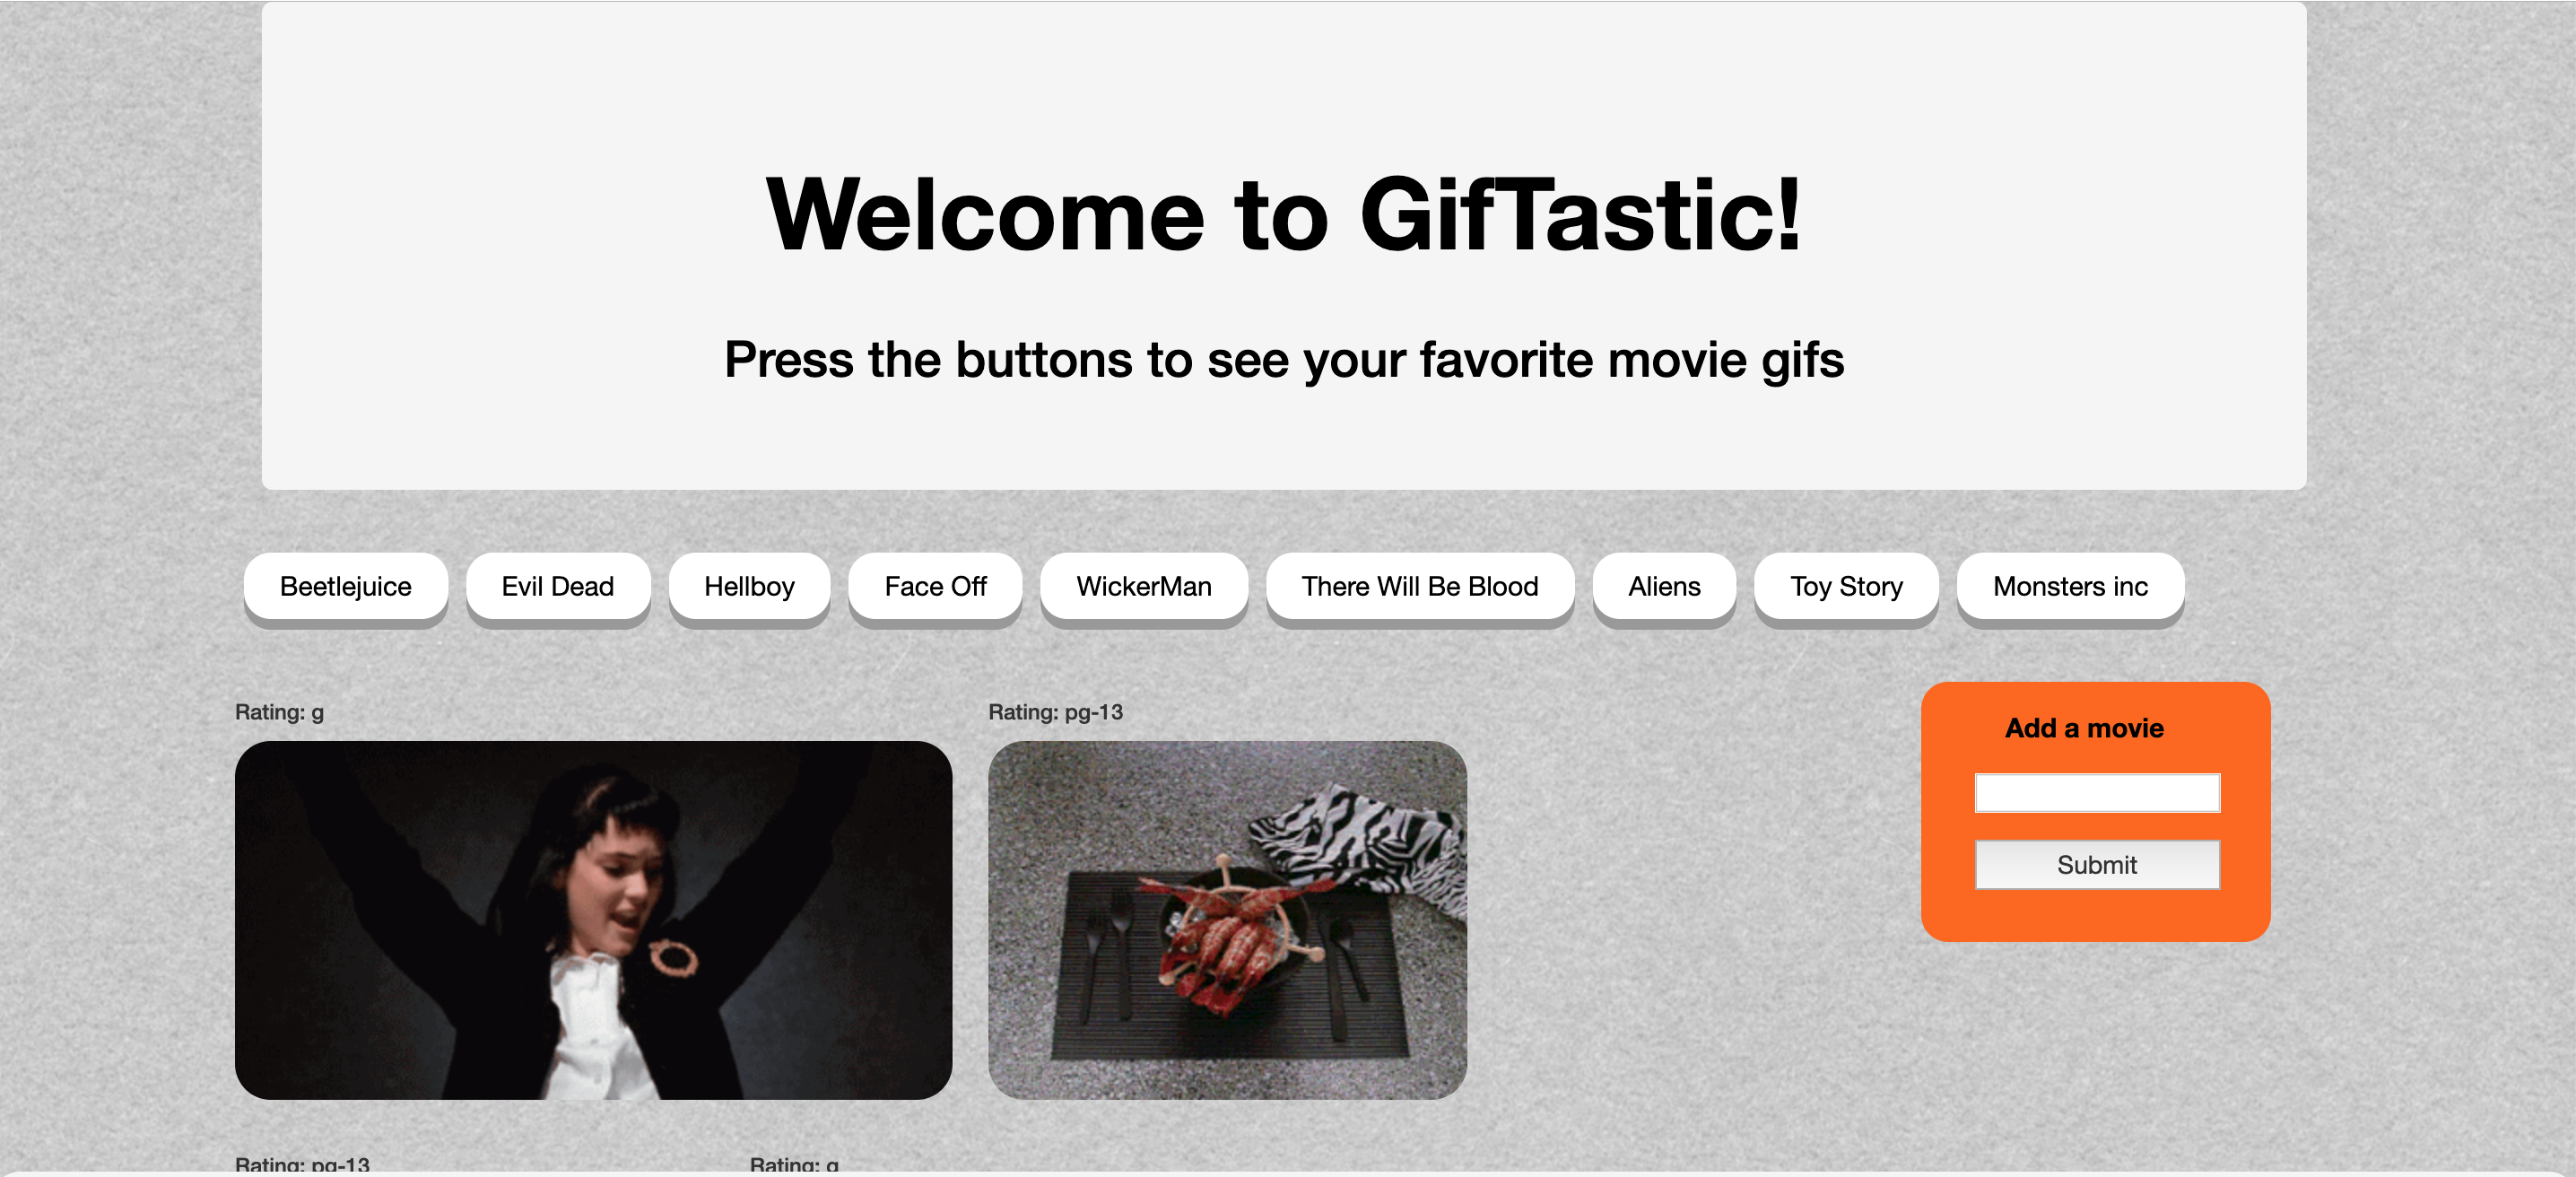 Welcome to GifTastic!
Press the buttons to see your favorite movie gifs
Beetlejuice Evil Dead Hellboy Face Off WickerMan There Will Be Blood Aliens Toy Story Monsters inc
Rating: g Rating: pg-13
Add a movie
Submit
Rating: pg-13 Rating: g